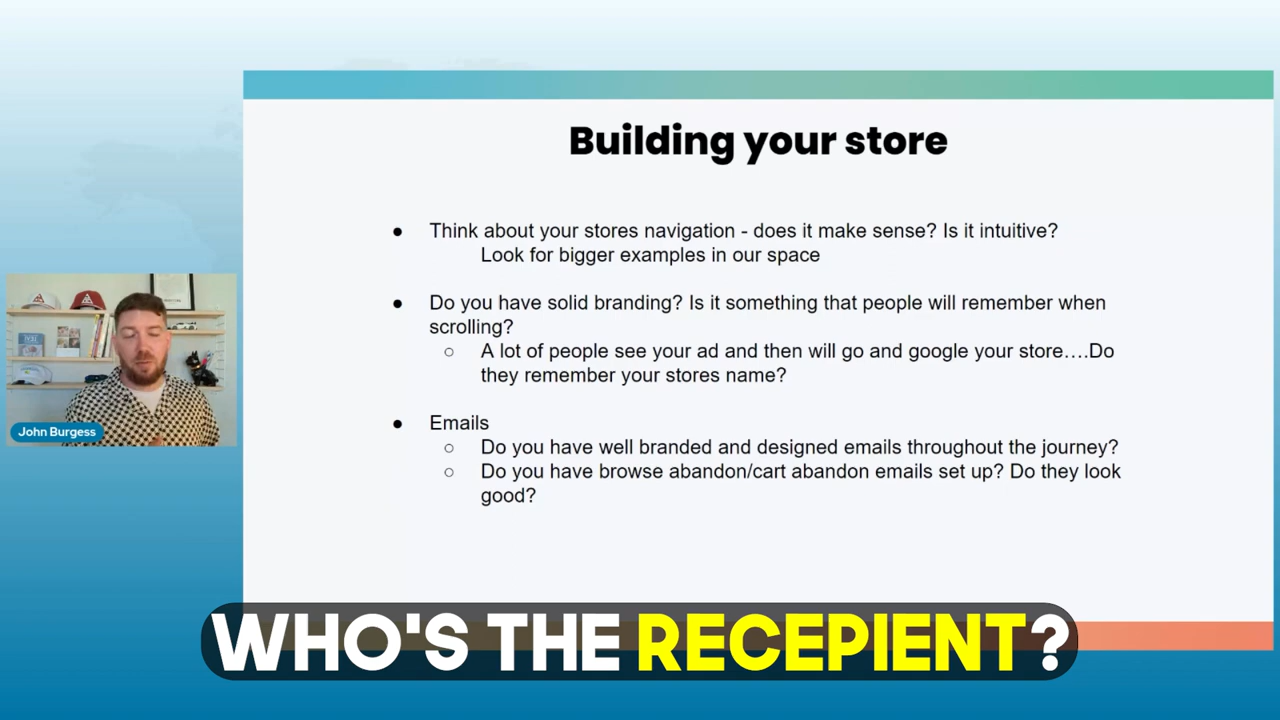 Building your store
● Think about your stores navigation - does it make sense? Is it intuitive?
Look for bigger examples in our space
● Do you have solid branding? Is it something that people will remember when
scrolling?
○ A lot of people see your ad and then will go and google your store….Do
they remember your stores name?
● Emails
○ Do you have well branded and designed emails throughout the journey?
○ Do you have browse abandon/cart abandon emails set up? Do they look
good?
John Burgess
WHO'S THE RECEPIENT?